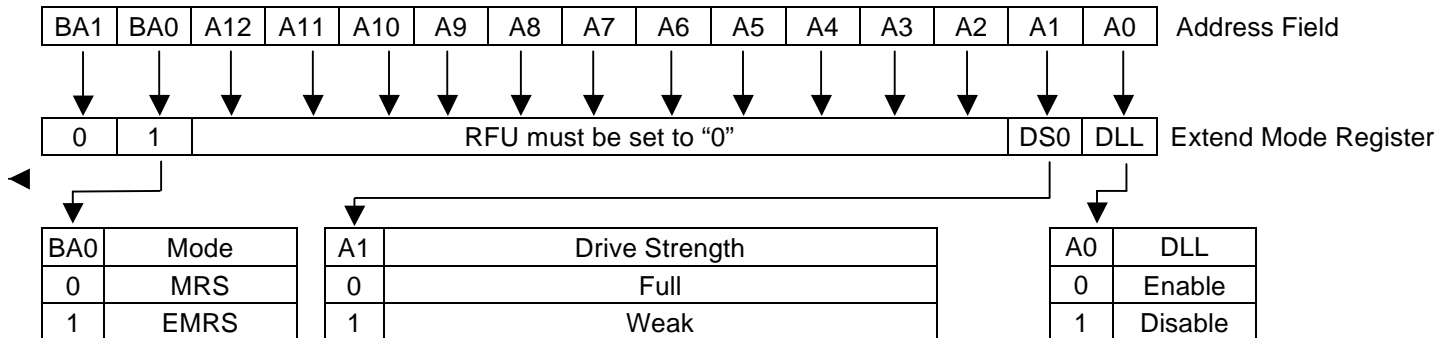 BA1 BA0 A12 A11 A10 A9 A8 A7 A6 A5 A4 A3 A2 A1 A0 Address Field
0 1 RFU must be set to “0” DS0 DLL Extend Mode Register
BA0 Mode A1 Drive Strength A0 DLL
0 MRS 0 Full 0 Enable
1 EMRS 1 Weak 1 Disable